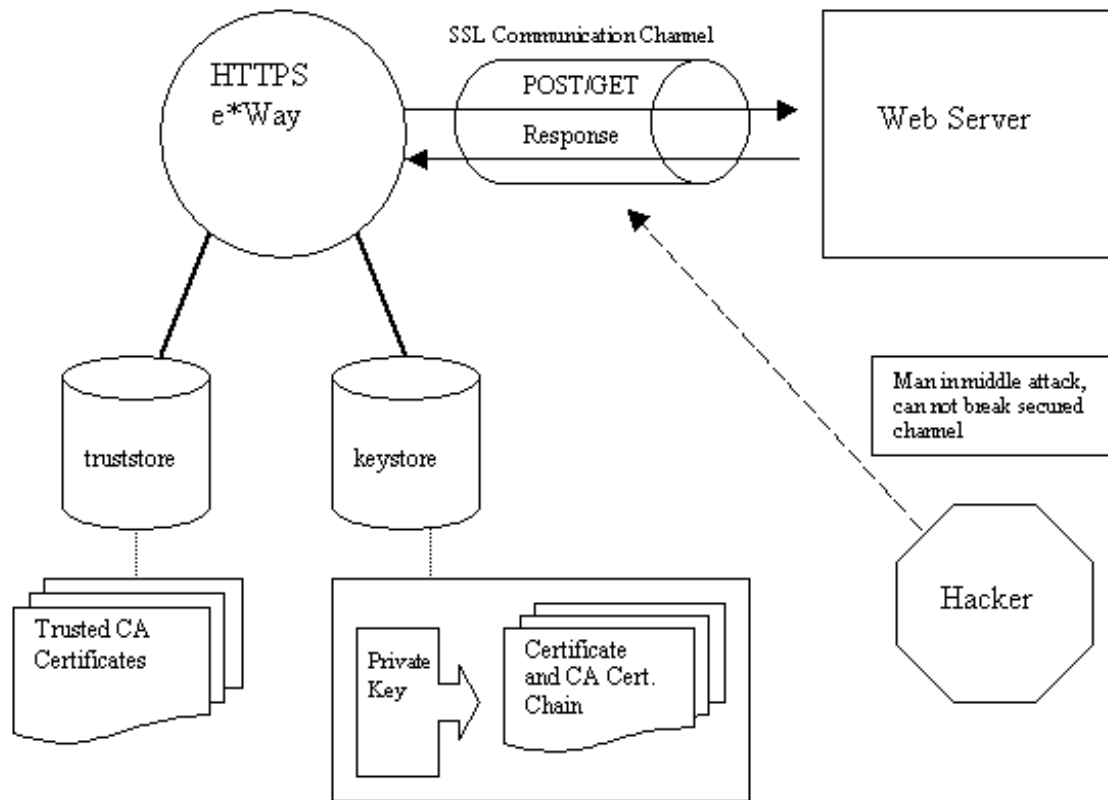 HTTPS
e*Way
SSL Communication Channel
POST/GET
Response
Web Server
truststore
keystore
Man in middle attack,
can not break secured
channel
Hacker
Trusted CA
Certificates
Private
Key
Certificate
and CA Cert.
Chain